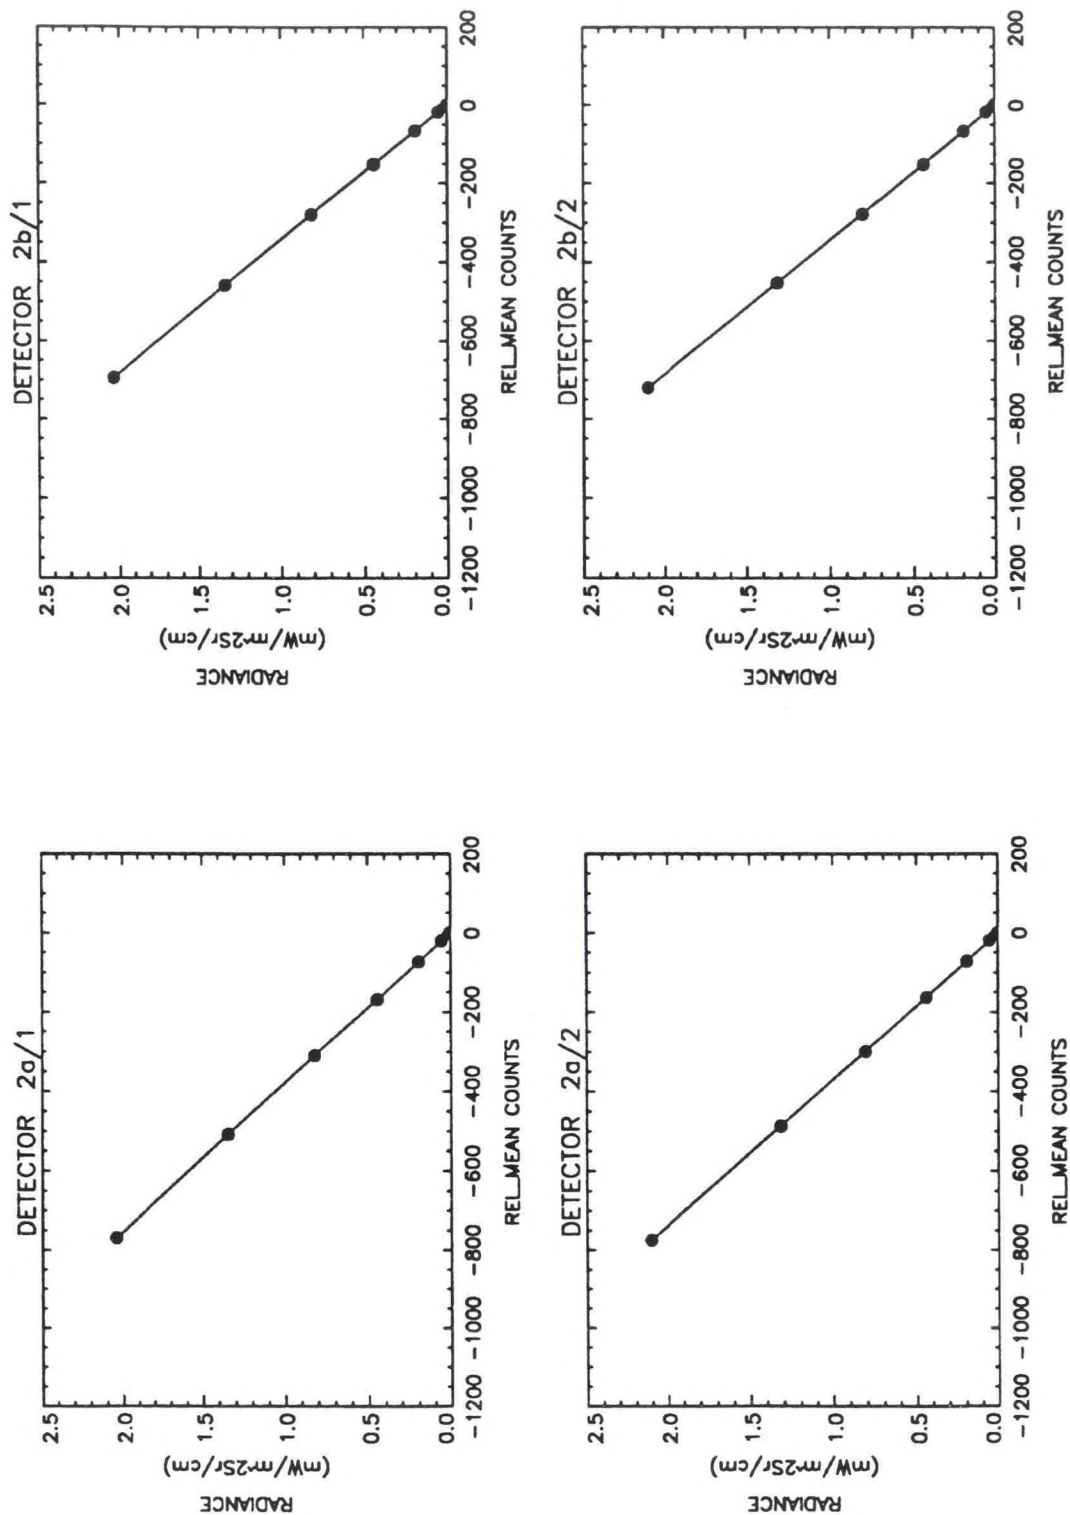 DETECTOR 2a/1
RADIANCE
(mW/m^2Sr/cm)
2.5
2.0
1.5
1.0
0.5
0.0
-1200 -1000 -800 -600 -400 -200 0 200
REL_MEAN COUNTS
DETECTOR 2b/1
RADIANCE
(mW/m^2Sr/cm)
2.5
2.0
1.5
1.0
0.5
0.0
-1200 -1000 -800 -600 -400 -200 0 200
REL_MEAN COUNTS
DETECTOR 2a/2
RADIANCE
(mW/m^2Sr/cm)
2.5
2.0
1.5
1.0
0.5
0.0
-1200 -1000 -800 -600 -400 -200 0 200
REL_MEAN COUNTS
DETECTOR 2b/2
RADIANCE
(mW/m^2Sr/cm)
2.5
2.0
1.5
1.0
0.5
0.0
-1200 -1000 -800 -600 -400 -200 0 200
REL_MEAN COUNTS